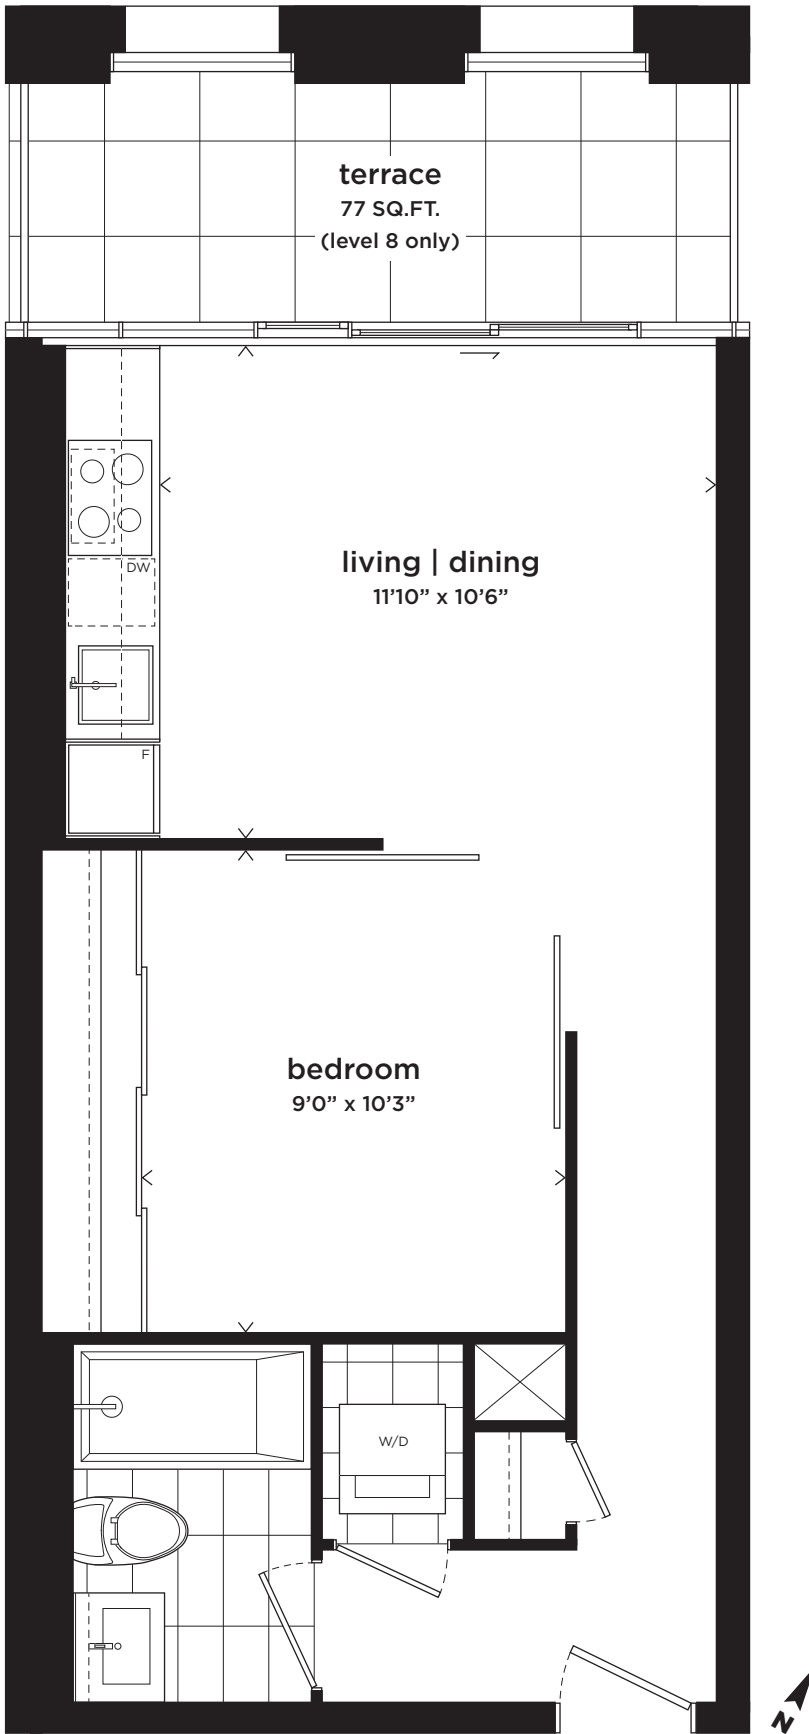 terrace
77 SQ.FT.
(level 8 only)
DW
living | dining
11’10” x 10’6”
F
bedroom
9’0” x 10’3”
W/D
N